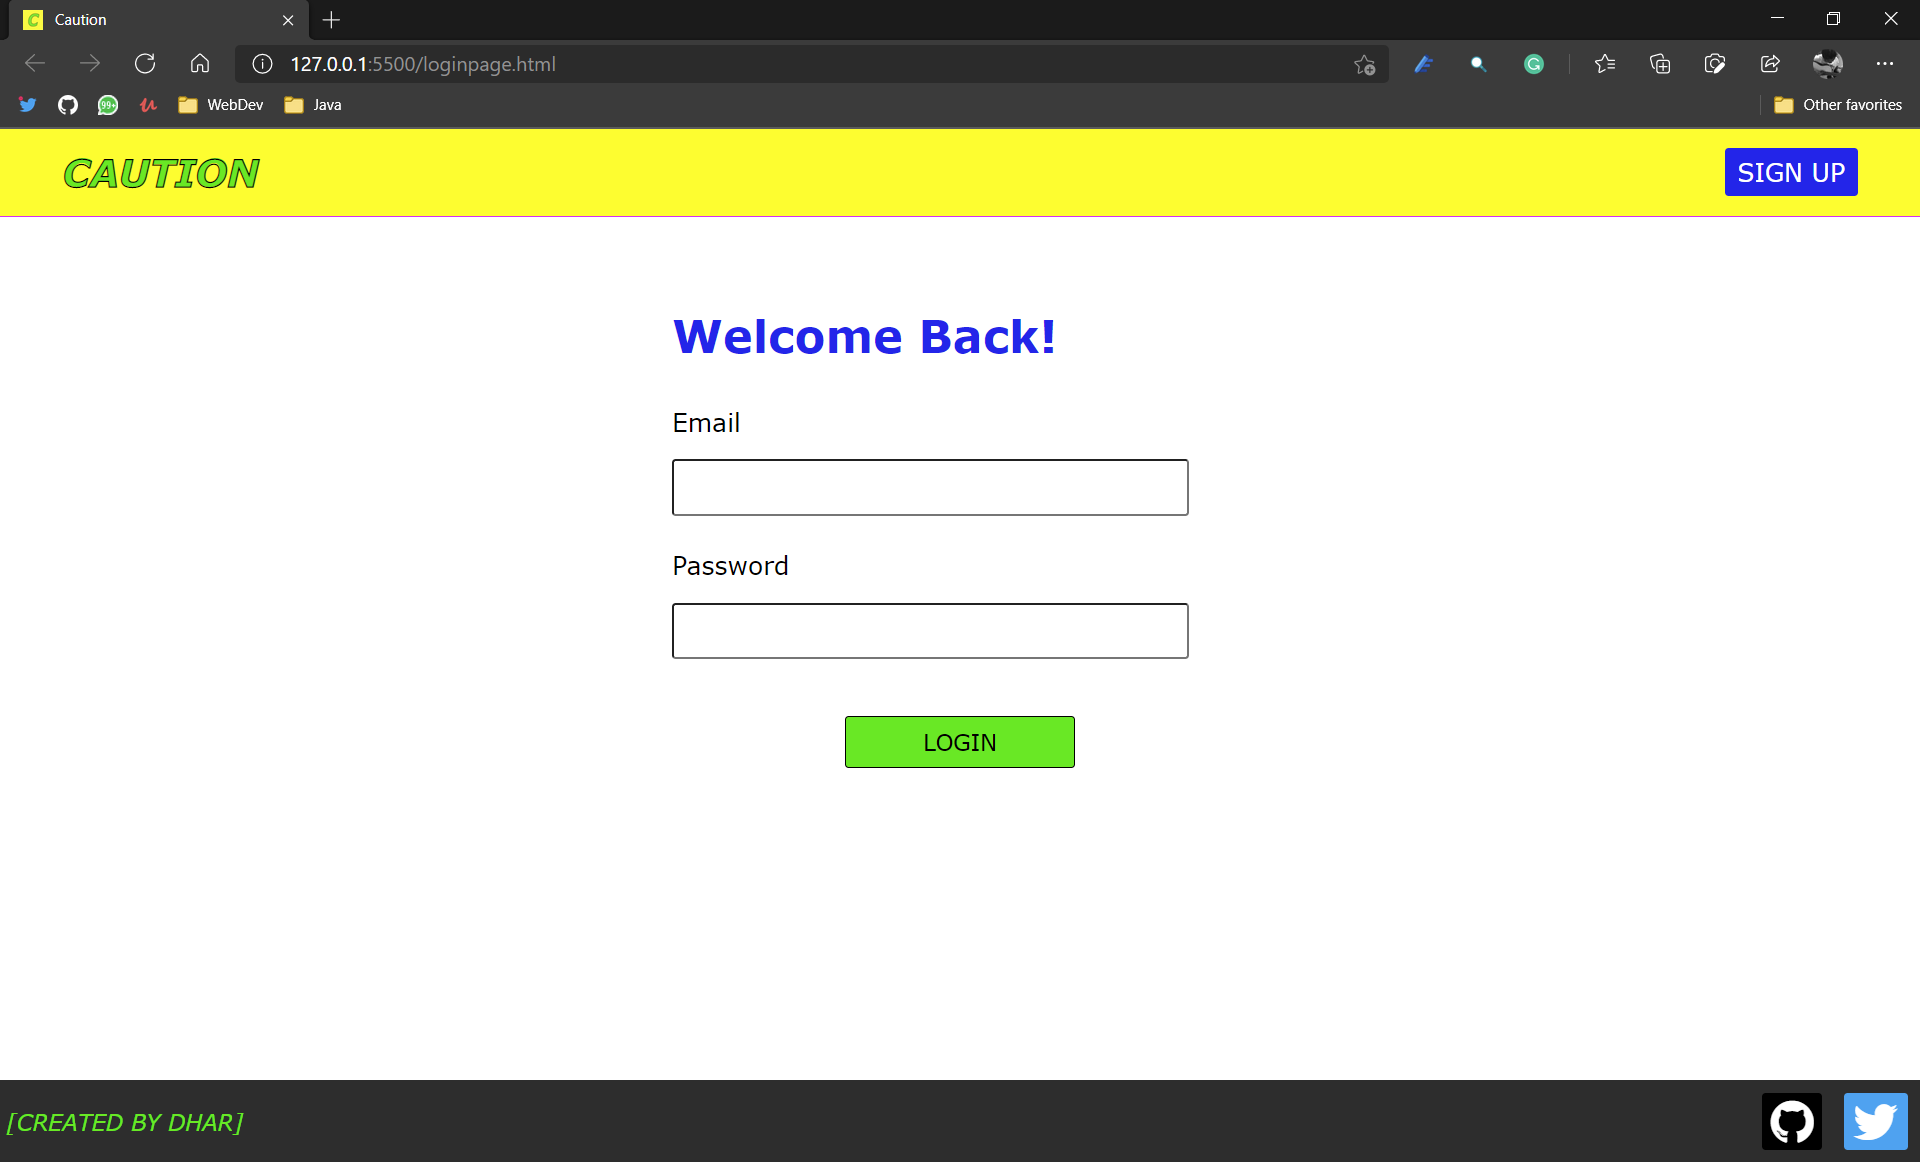 Caution
127.0.0.1:5500/loginpage.html
99+
WebDev
Java
Other favorites
CAUTION
SIGN UP
Welcome Back!
Email
Password
LOGIN
[CREATED BY DHAR]